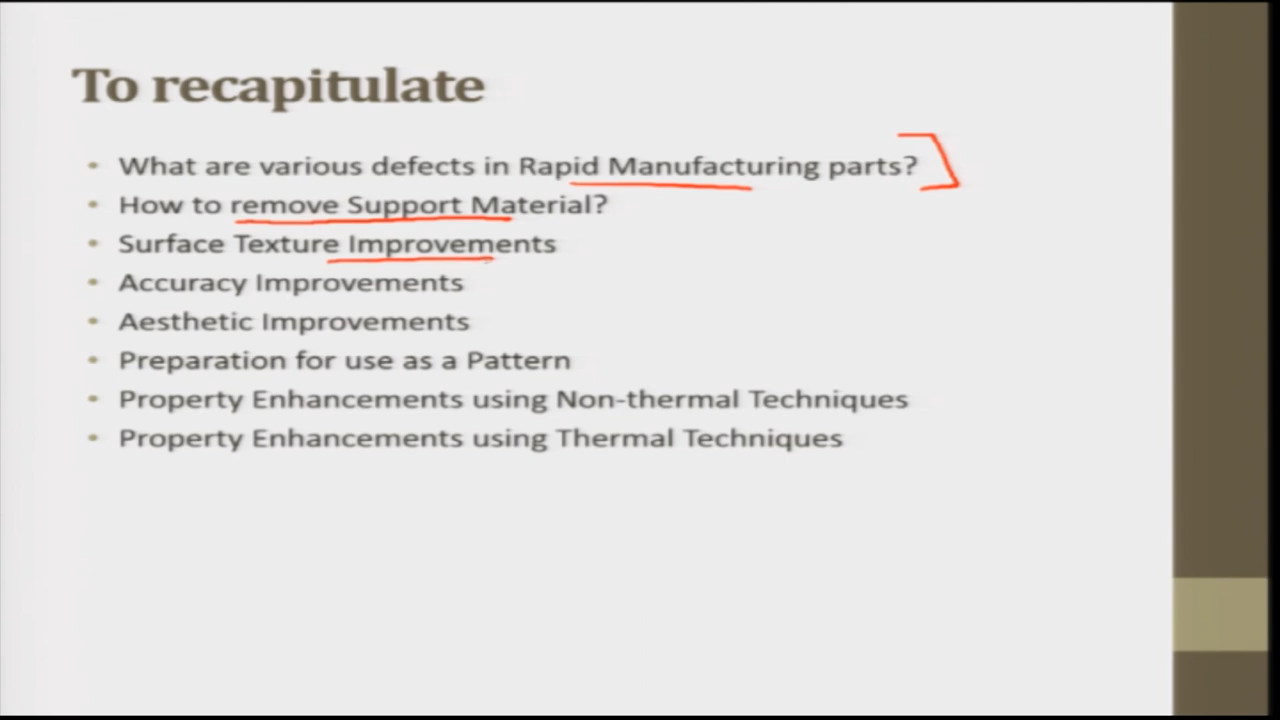 To recapitulate
• What are various defects in Rapid Manufacturing parts?
• How to remove Support Material?
• Surface Texture Improvements
• Accuracy Improvements
• Aesthetic Improvements
• Preparation for use as a Pattern
• Property Enhancements using Non-thermal Techniques
• Property Enhancements using Thermal Techniques